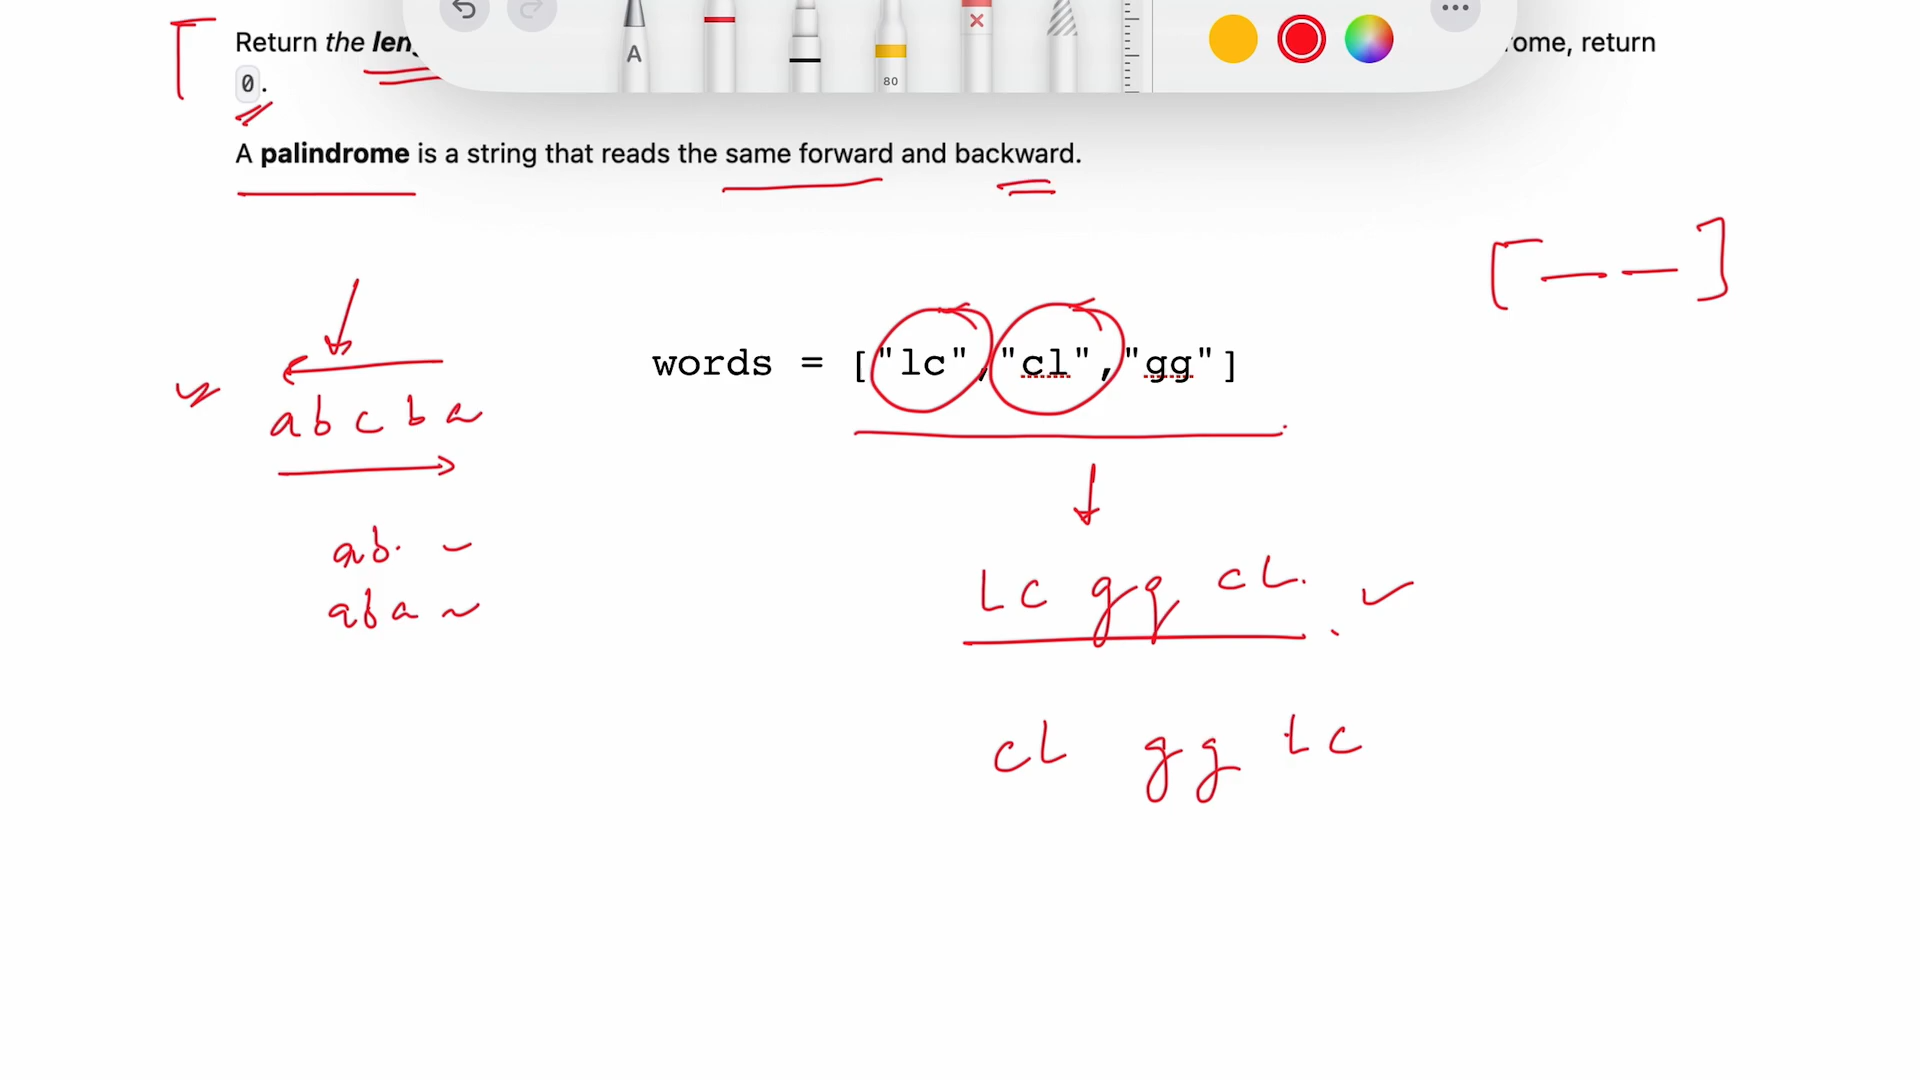 Return the len
ome, return
0.
A
80
A palindrome is a string that reads the same forward and backward.
words = ["lc","cl","gg"]
a b c b a
ab.
aba
Lc gg cL.
cL gg Lc